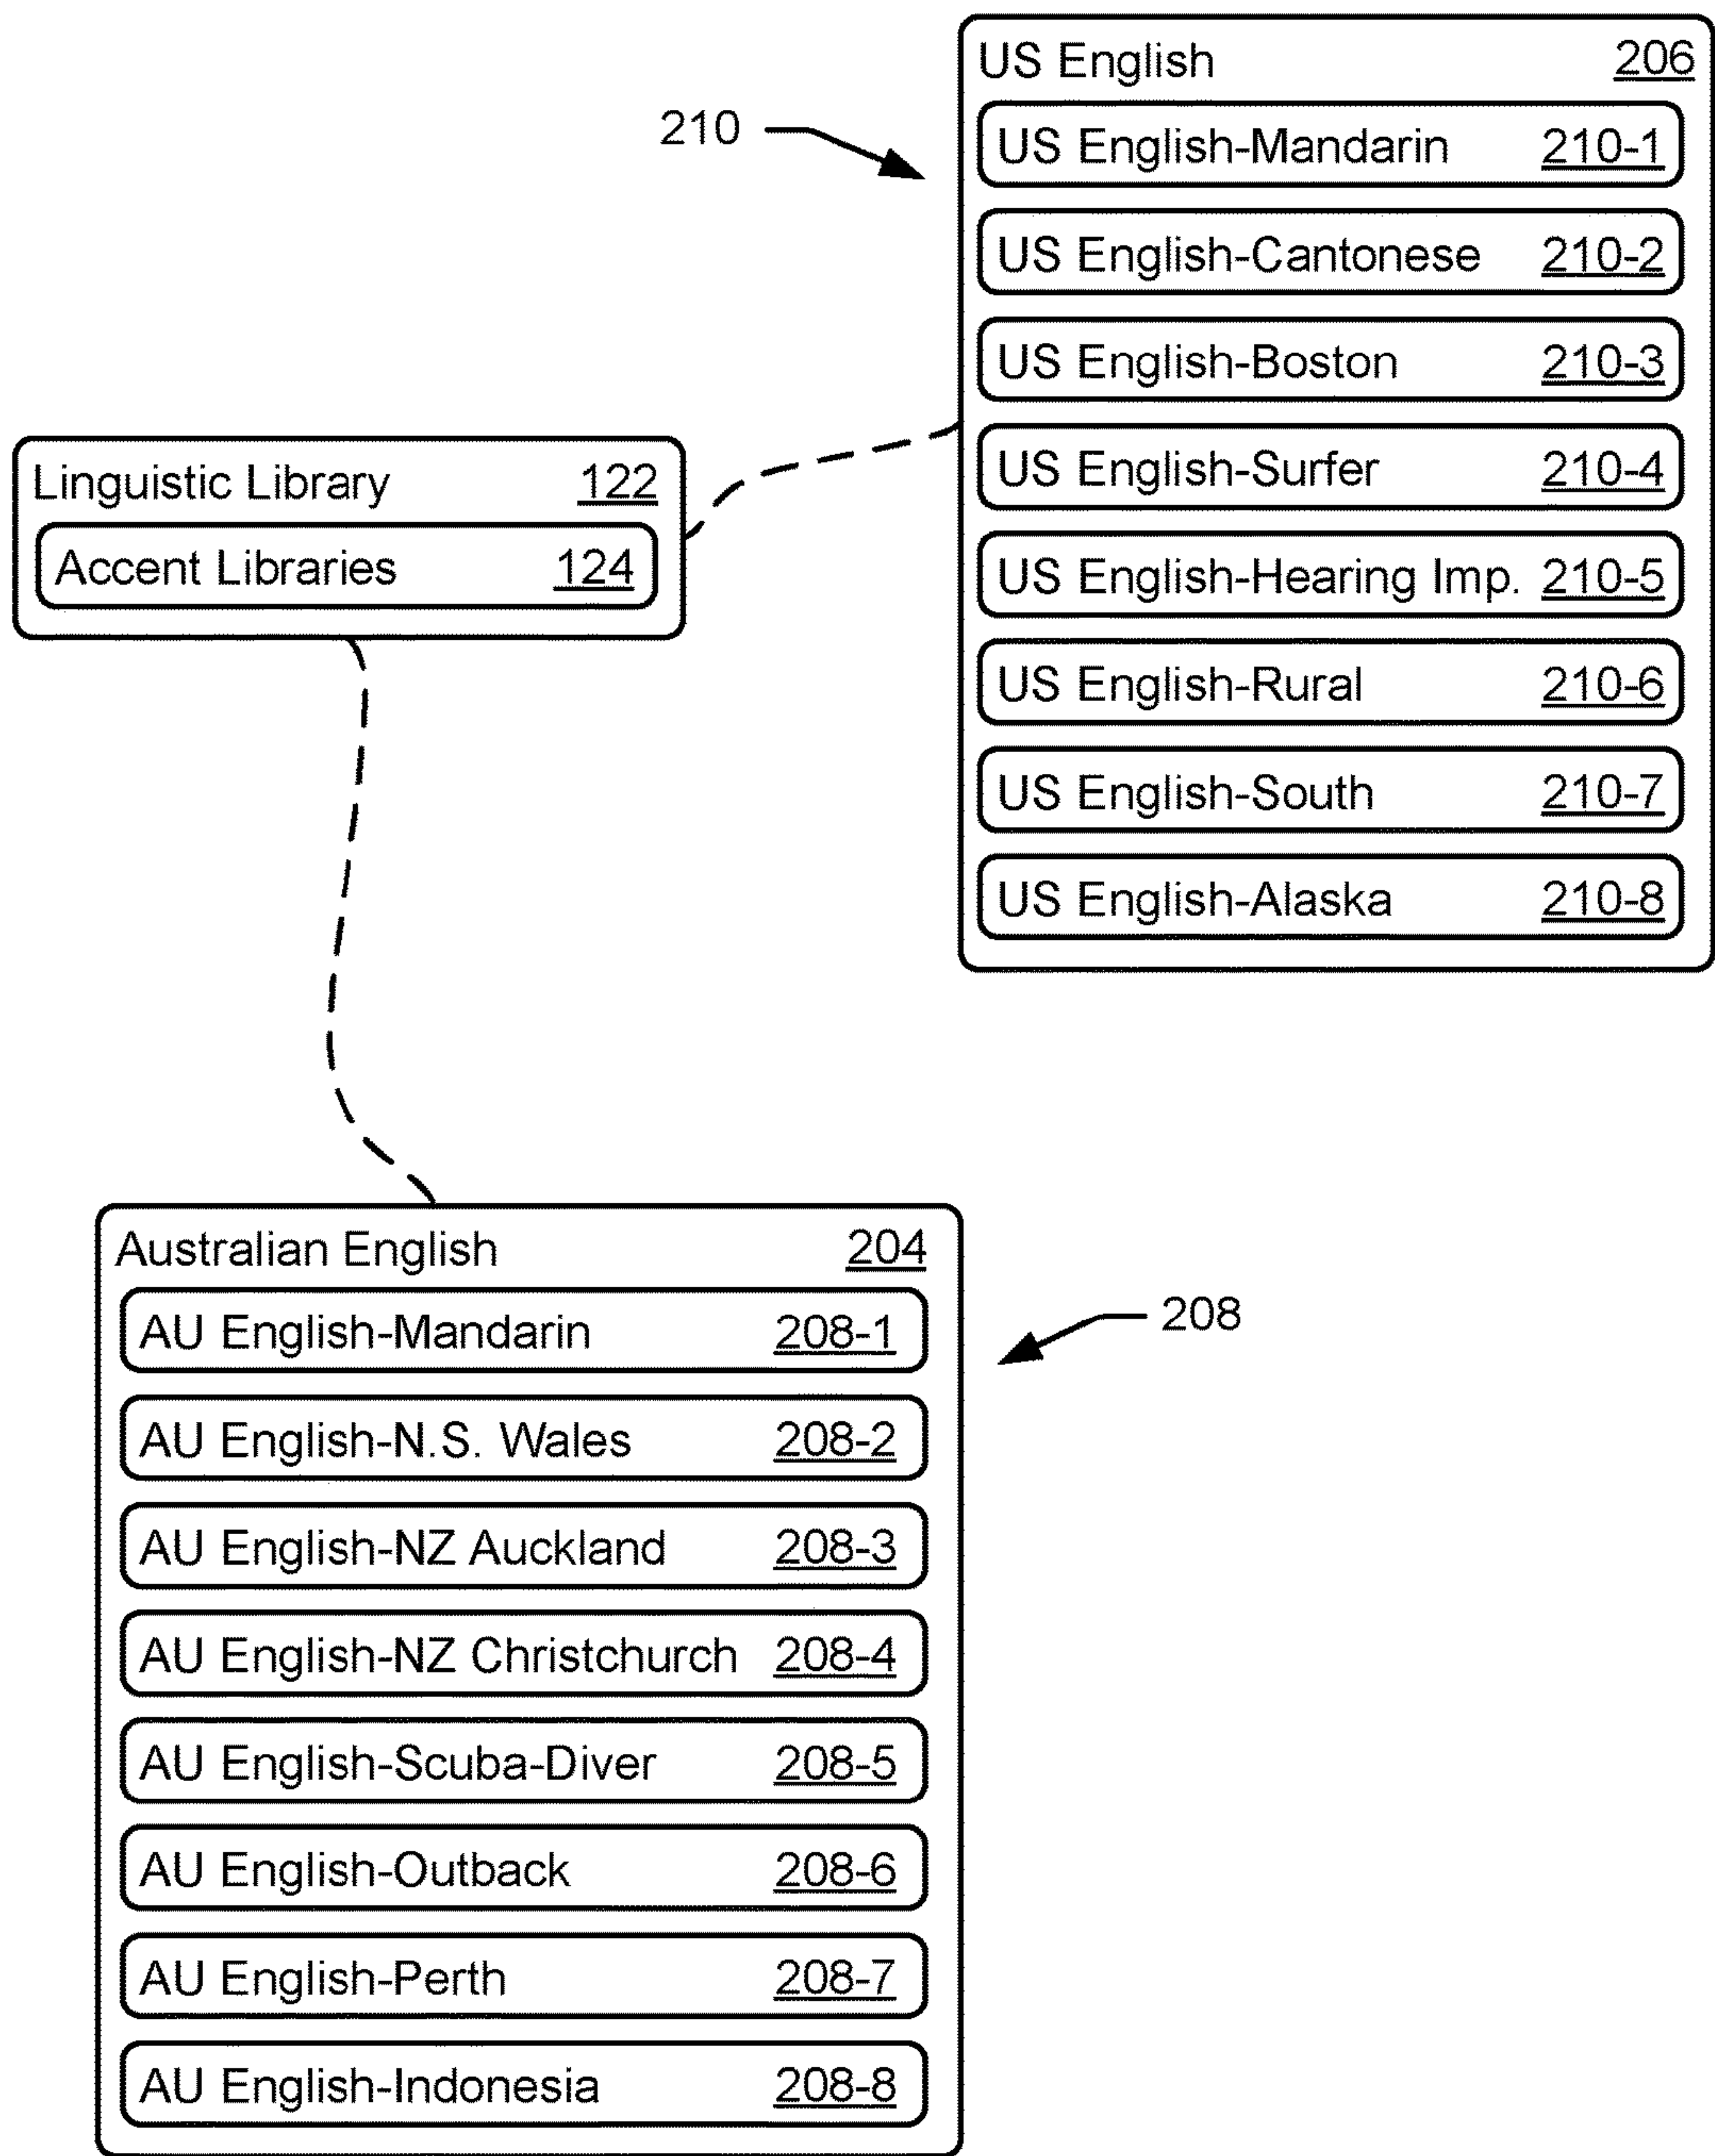 US English 206
210
US English-Mandarin 210-1
US English-Cantonese 210-2
US English-Boston 210-3
US English-Surfer 210-4
US English-Hearing Imp. 210-5
US English-Rural 210-6
US English-South 210-7
US English-Alaska 210-8
Linguistic Library 122
Accent Libraries 124
Australian English 204
208
AU English-Mandarin 208-1
AU English-N.S. Wales 208-2
AU English-NZ Auckland 208-3
AU English-NZ Christchurch 208-4
AU English-Scuba-Diver 208-5
AU English-Outback 208-6
AU English-Perth 208-7
AU English-Indonesia 208-8